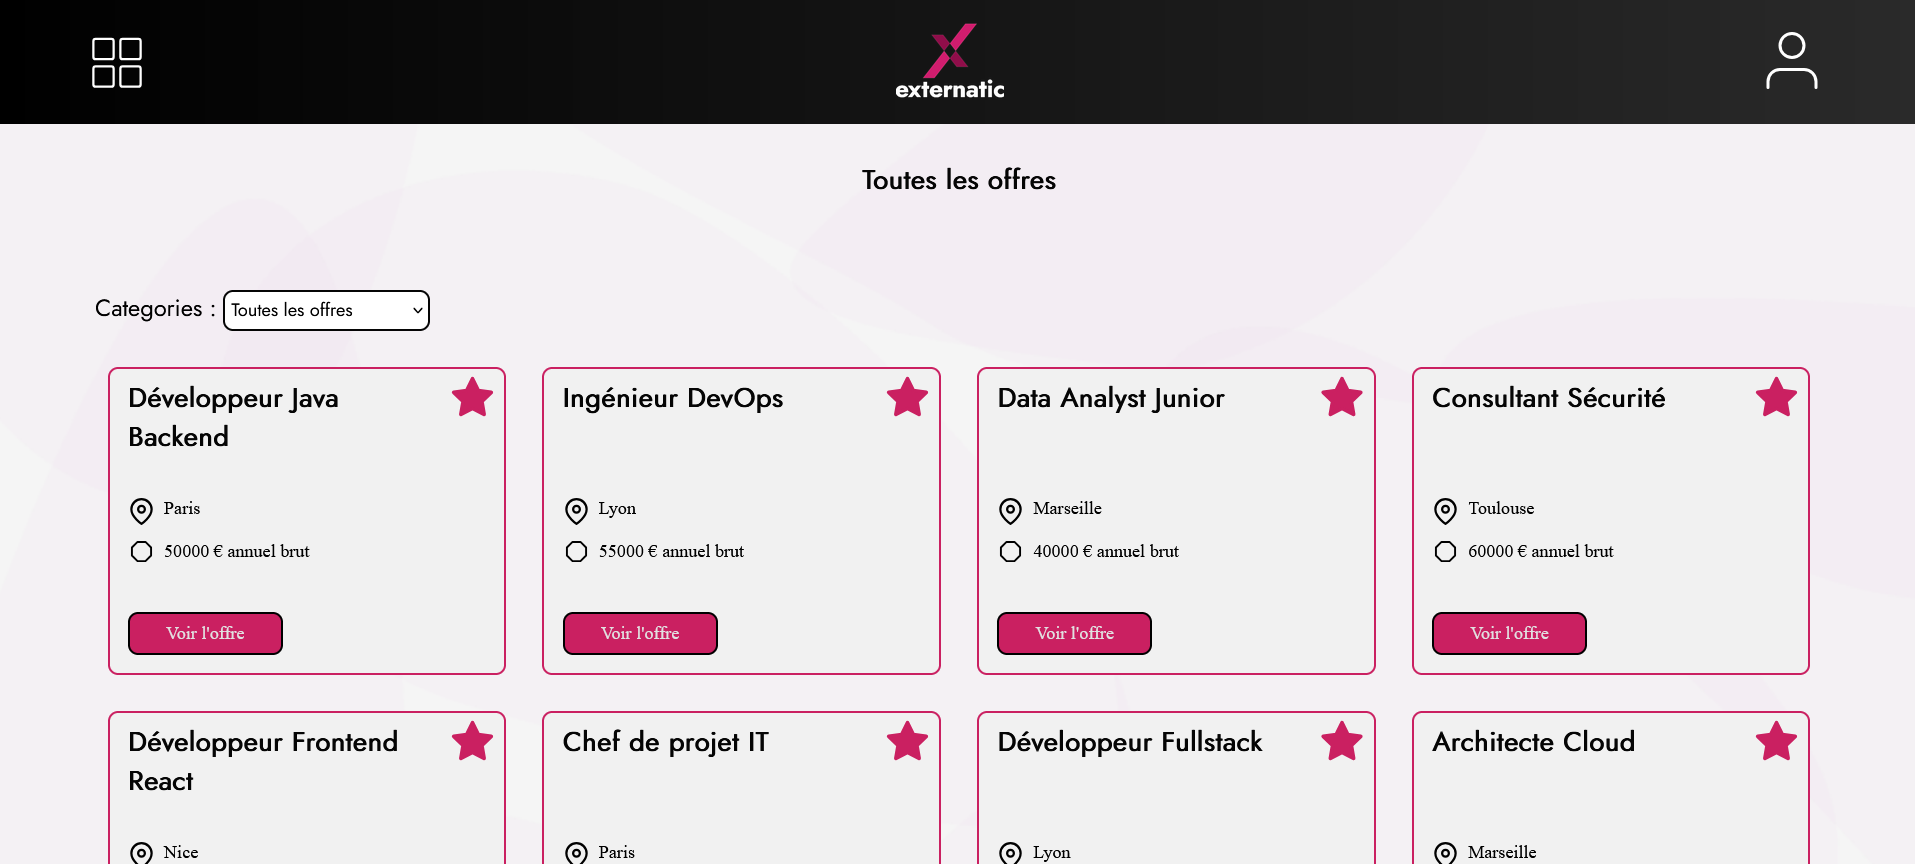 externatic
Toutes les offres
Categories : Toutes les offres
Développeur Java
Backend
Paris
50000 € annuel brut
Voir l'offre
Ingénieur DevOps
Lyon
55000 € annuel brut
Voir l'offre
Data Analyst Junior
Marseille
40000 € annuel brut
Voir l'offre
Consultant Sécurité
Toulouse
60000 € annuel brut
Voir l'offre
Développeur Frontend
React
Nice
Chef de projet IT
Paris
Développeur Fullstack
Lyon
Architecte Cloud
Marseille